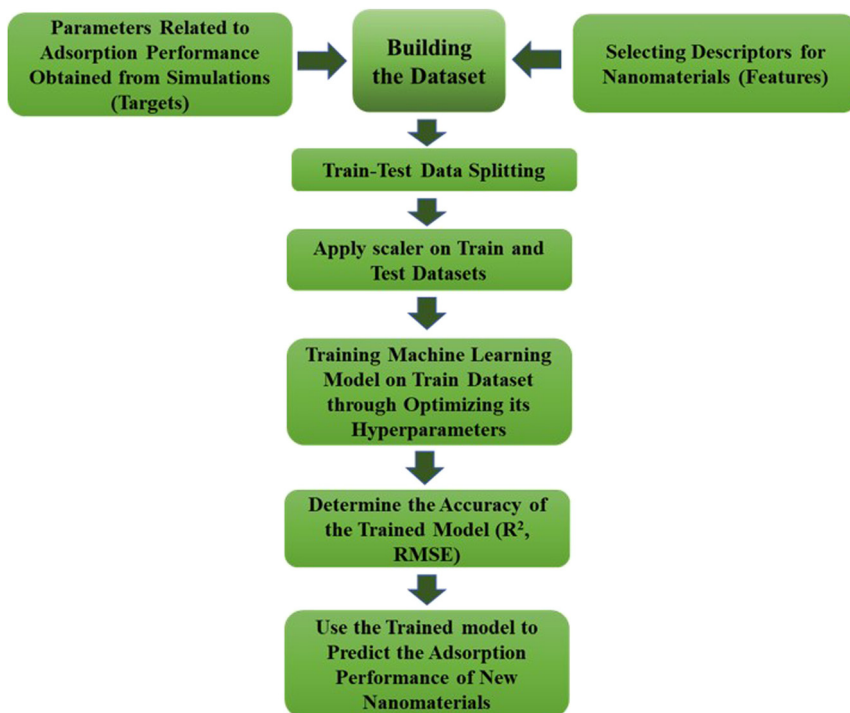 Parameters Related to
Adsorption Performance
Obtained from Simulations
(Targets)
Building
the Dataset
Selecting Descriptors for
Nanomaterials (Features)
Train-Test Data Splitting
Apply scaler on Train and
Test Datasets
Training Machine Learning
Model on Train Dataset
through Optimizing its
Hyperparameters
Determine the Accuracy of
the Trained Model (R²,
RMSE)
Use the Trained model to
Predict the Adsorption
Performance of New
Nanomaterials